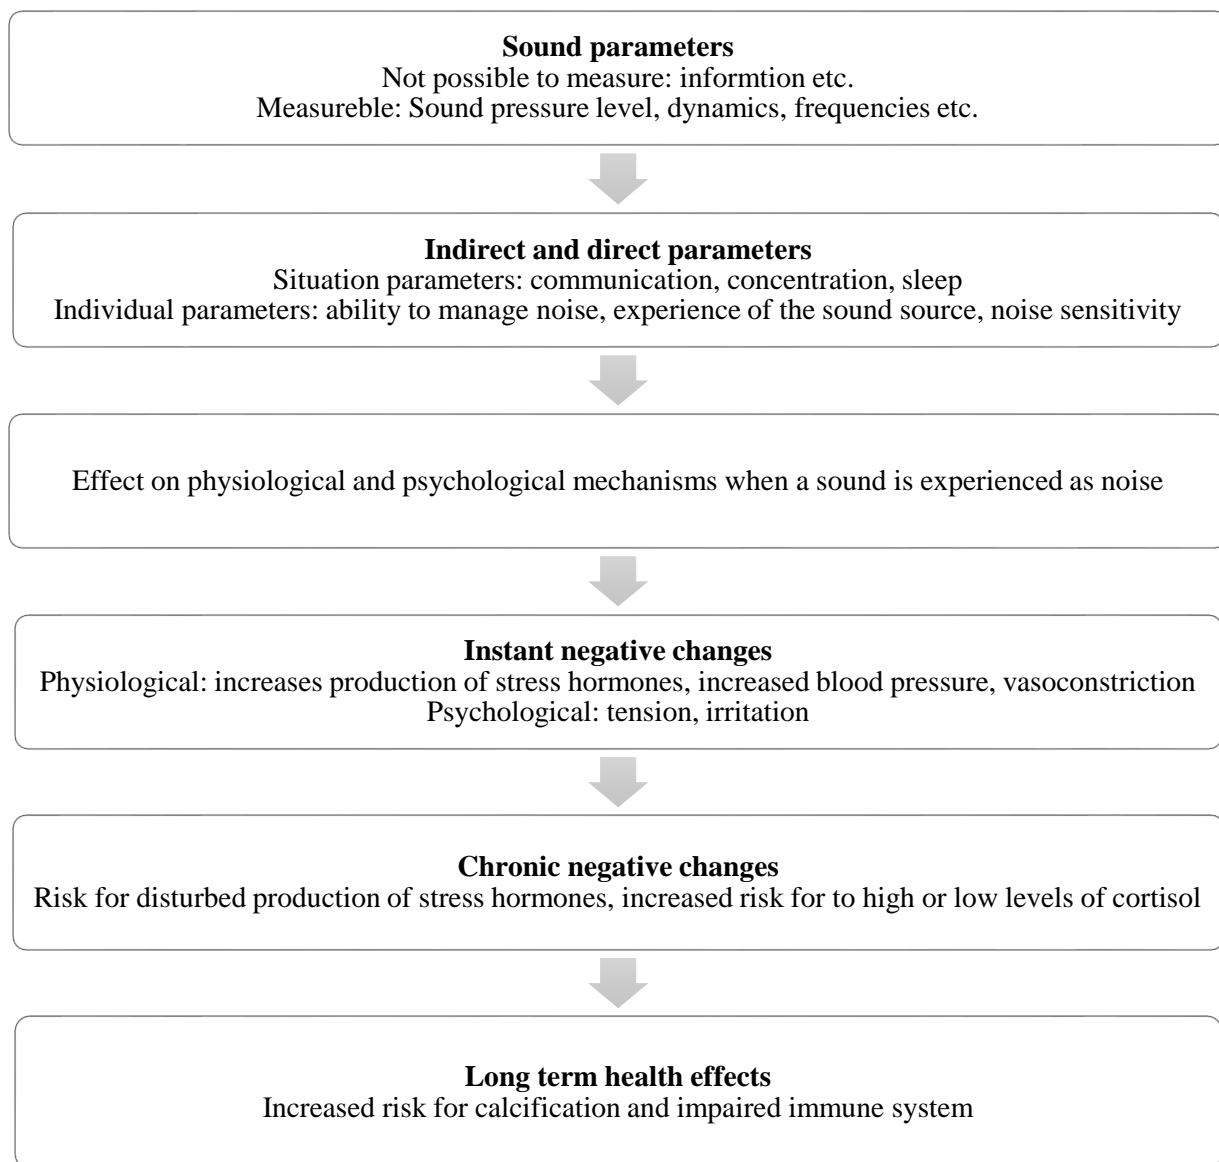 Sound parameters
Not possible to measure: informtion etc.
Measureble: Sound pressure level, dynamics, frequencies etc.
Indirect and direct parameters
Situation parameters: communication, concentration, sleep
Individual parameters: ability to manage noise, experience of the sound source, noise sensitivity
Effect on physiological and psychological mechanisms when a sound is experienced as noise
Instant negative changes
Physiological: increases production of stress hormones, increased blood pressure, vasoconstriction
Psychological: tension, irritation
Chronic negative changes
Risk for disturbed production of stress hormones, increased risk for to high or low levels of cortisol
Long term health effects
Increased risk for calcification and impaired immune system